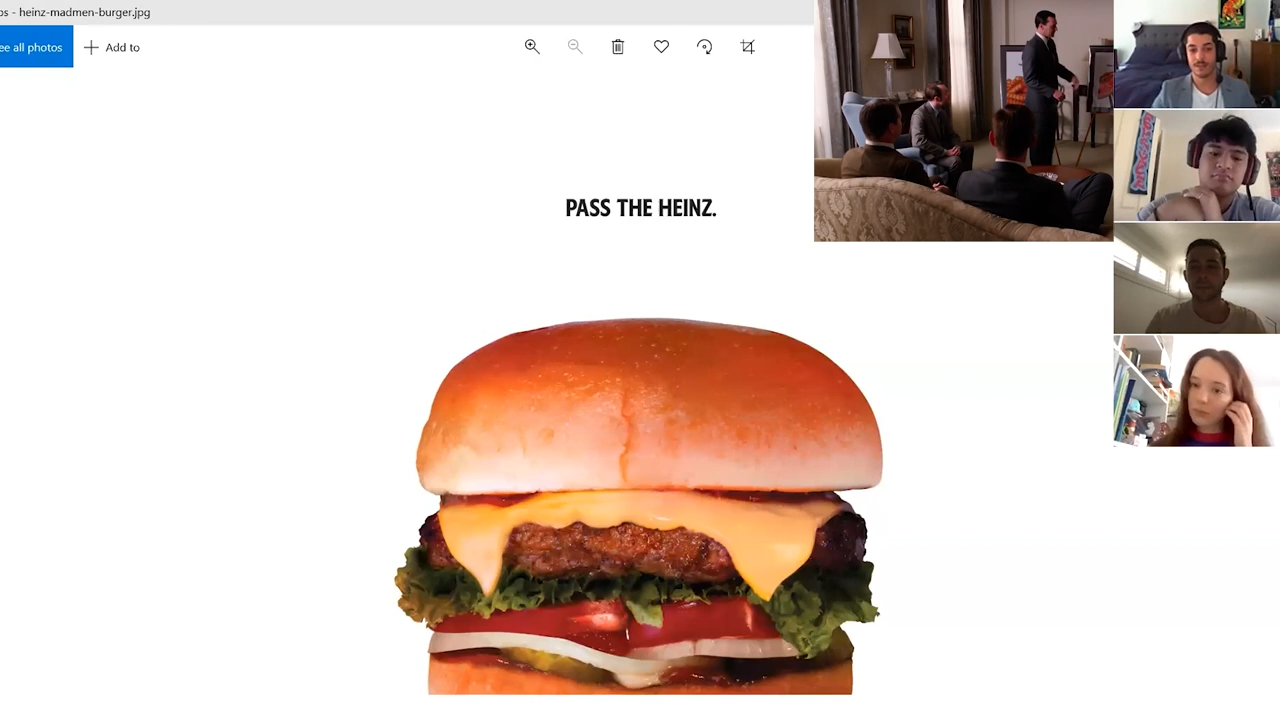 os - heinz-madmen-burger.jpg
ee all photos
Add to
PASS THE HEINZ.